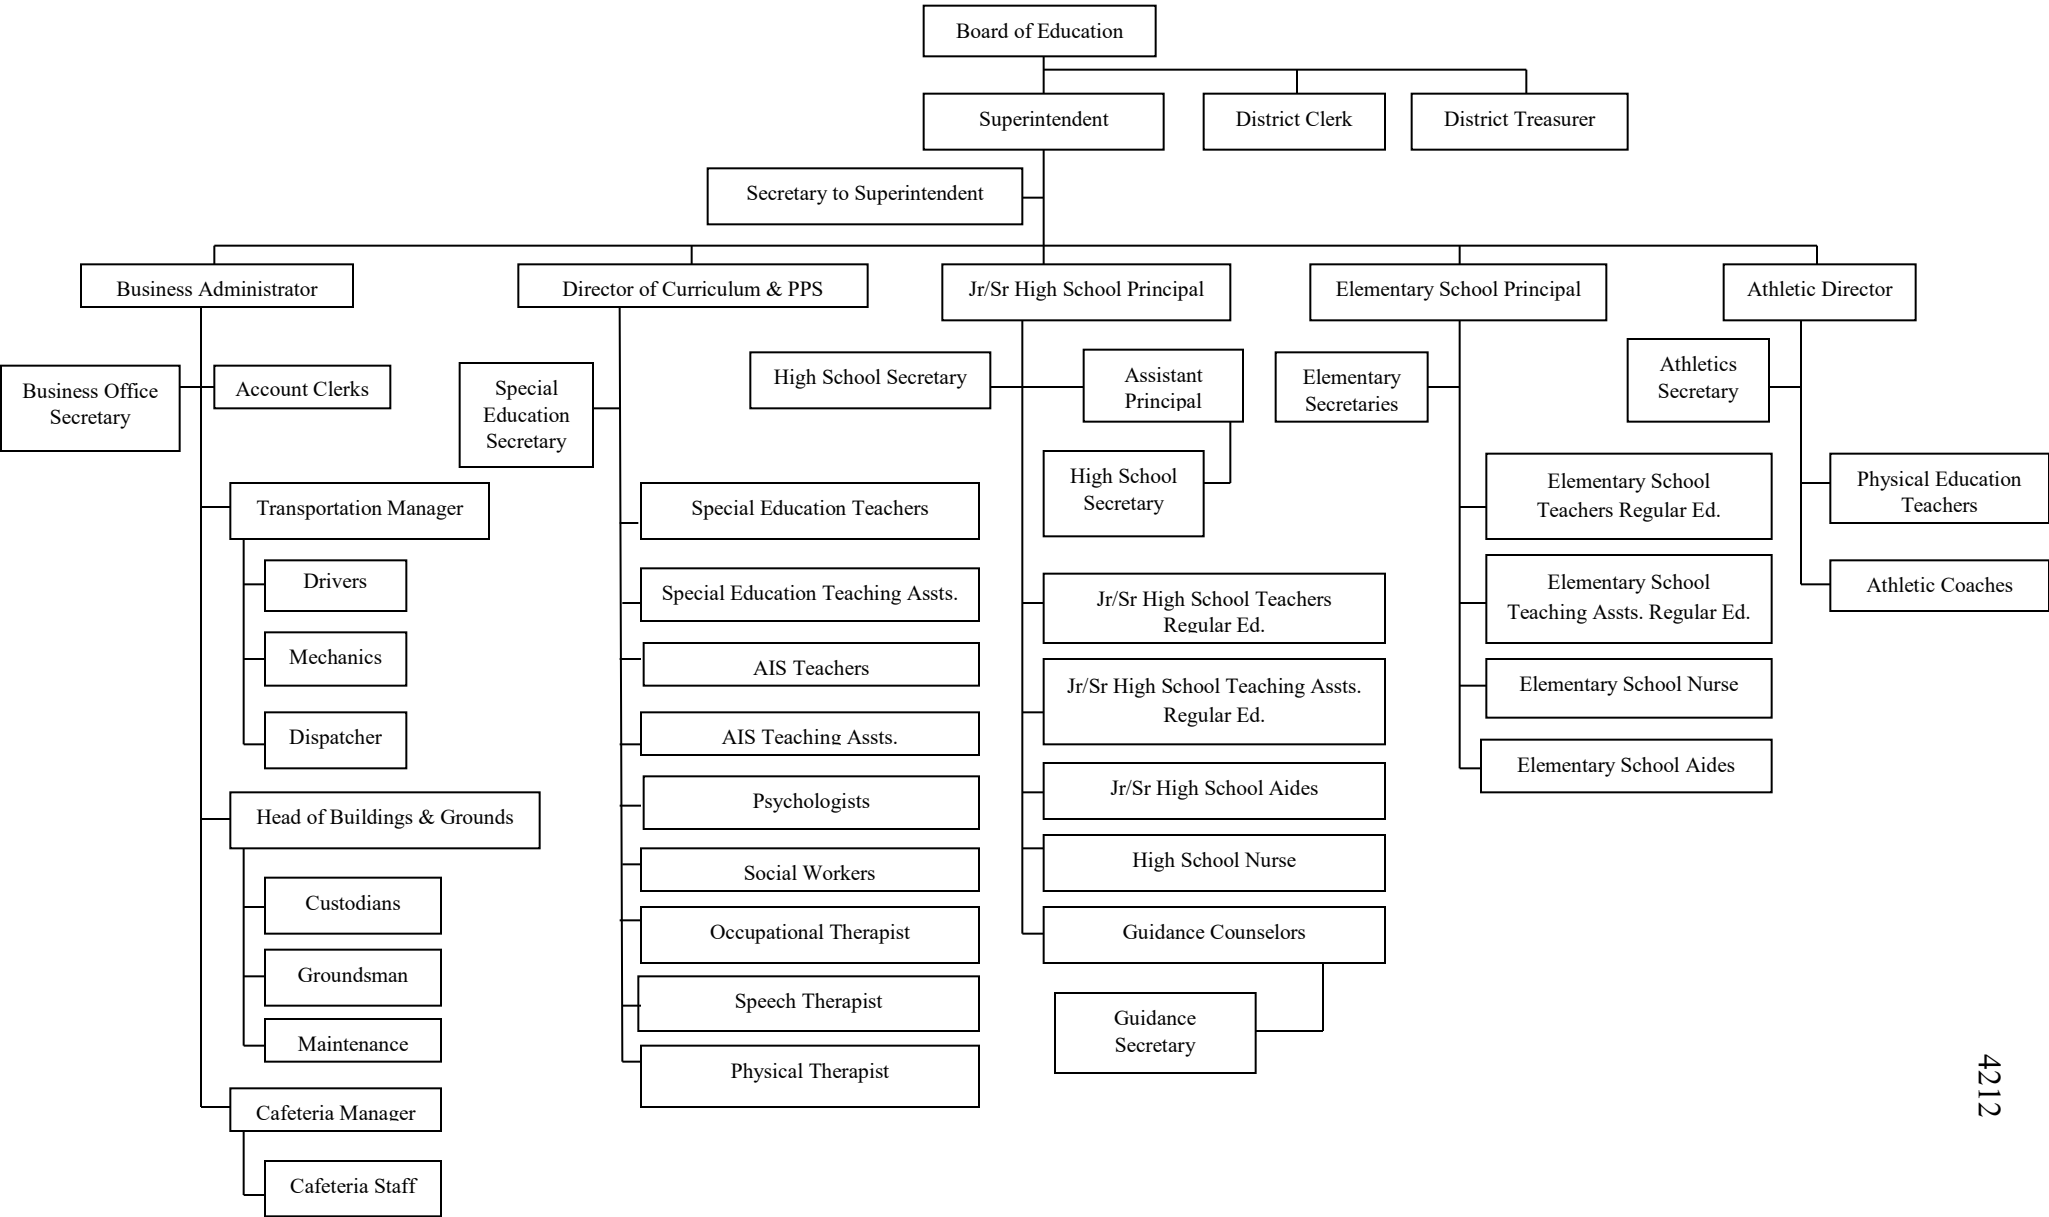 Board of Education
Superintendent
District Clerk
District Treasurer
Secretary to Superintendent
Business Administrator
Director of Curriculum & PPS
Jr/Sr High School Principal
Elementary School Principal
Athletic Director
Business Office
Secretary
Account Clerks
Transportation Manager
Drivers
Mechanics
Dispatcher
Head of Buildings & Grounds
Custodians
Groundsman
Maintenance
Cafeteria Manager
Cafeteria Staff
Special
Education
Secretary
Special Education Teachers
Special Education Teaching Assts.
AIS Teachers
AIS Teaching Assts.
Psychologists
Social Workers
Occupational Therapist
Speech Therapist
Physical Therapist
High School Secretary
Assistant
Principal
High School
Secretary
Jr/Sr High School Teachers
Regular Ed.
Jr/Sr High School Teaching Assts.
Regular Ed.
Jr/Sr High School Aides
High School Nurse
Guidance Counselors
Guidance
Secretary
Elementary
Secretaries
Elementary School
Teachers Regular Ed.
Elementary School
Teaching Assts. Regular Ed.
Elementary School Nurse
Elementary School Aides
Athletics
Secretary
Physical Education
Teachers
Athletic Coaches
4212